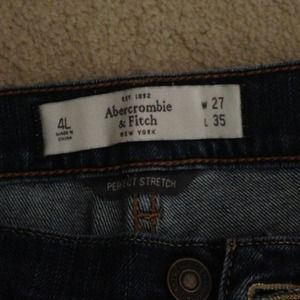 EST 1892
Abercrombie
& Fitch
NEW YORK
4L
MADE IN
CHINA
W 27
L 35
PERFECT STRETCH